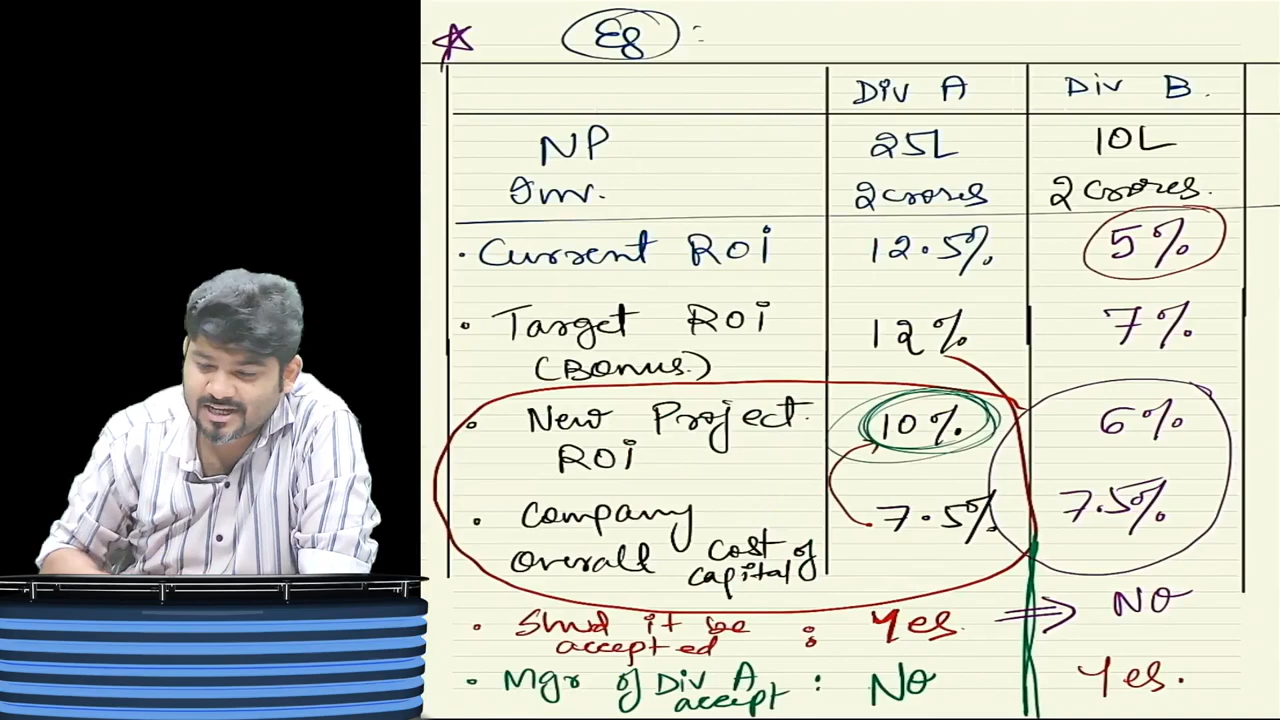 Eg :
Div A Div B.
NP 25L 10L
Inv. 2 crores 2 crores.
· Current ROI 12.5% 5%
· Target ROI 12% 7%
(Bonus.)
· New Project 10% 6%
ROI
· Company 7.5% 7.5%
Overall cost of
capital
· Shud it be : Yes. ⇒ NO
accepted
· Mgr of Div A : NO Yes.
accept